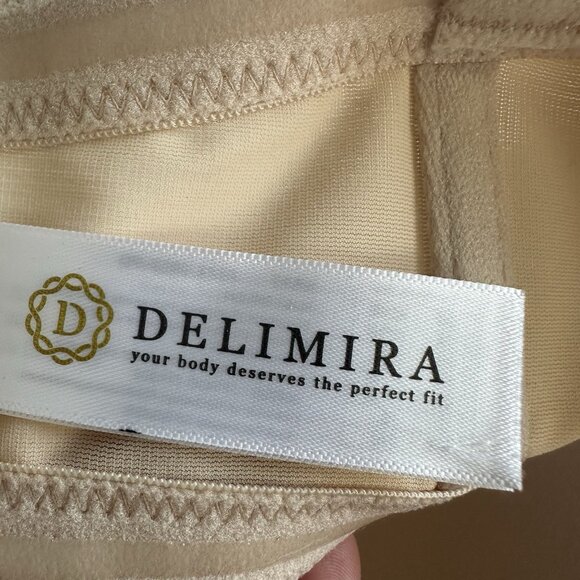 D
DELIMIRA
your body deserves the perfect fit